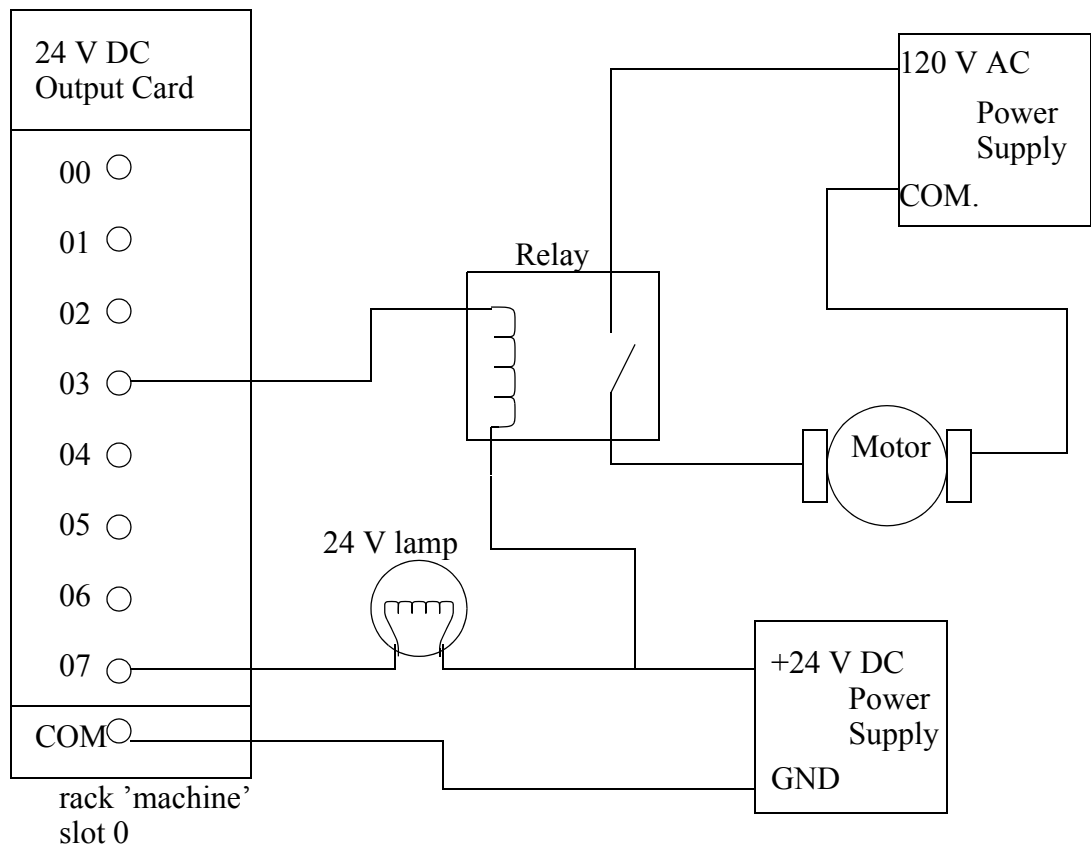 24 V DC
Output Card
00
01
02
03
04
05
06
07
COM
rack ’machine’
slot 0
Relay
24 V lamp
120 V AC
Power
Supply
COM.
Motor
+24 V DC
Power
Supply
GND